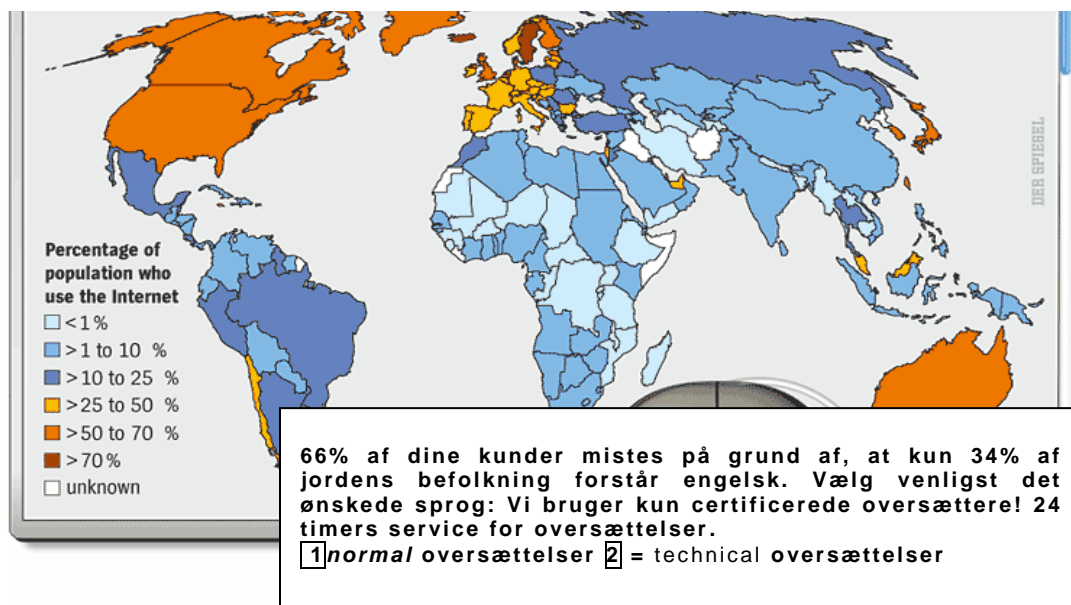 DER SPIEGEL
Percentage of
population who
use the Internet
<1%
>1 to 10 %
>10 to 25 %
>25 to 50 %
>50 to 70 %
>70%
unknown
66% af dine kunder mistes på grund af, at kun 34% af
jordens befolkning forstår engelsk. Vælg venligst det
ønskede sprog: Vi bruger kun certificerede oversættere! 24
timers service for oversættelser.
1 normal oversættelser 2 = technical oversættelser